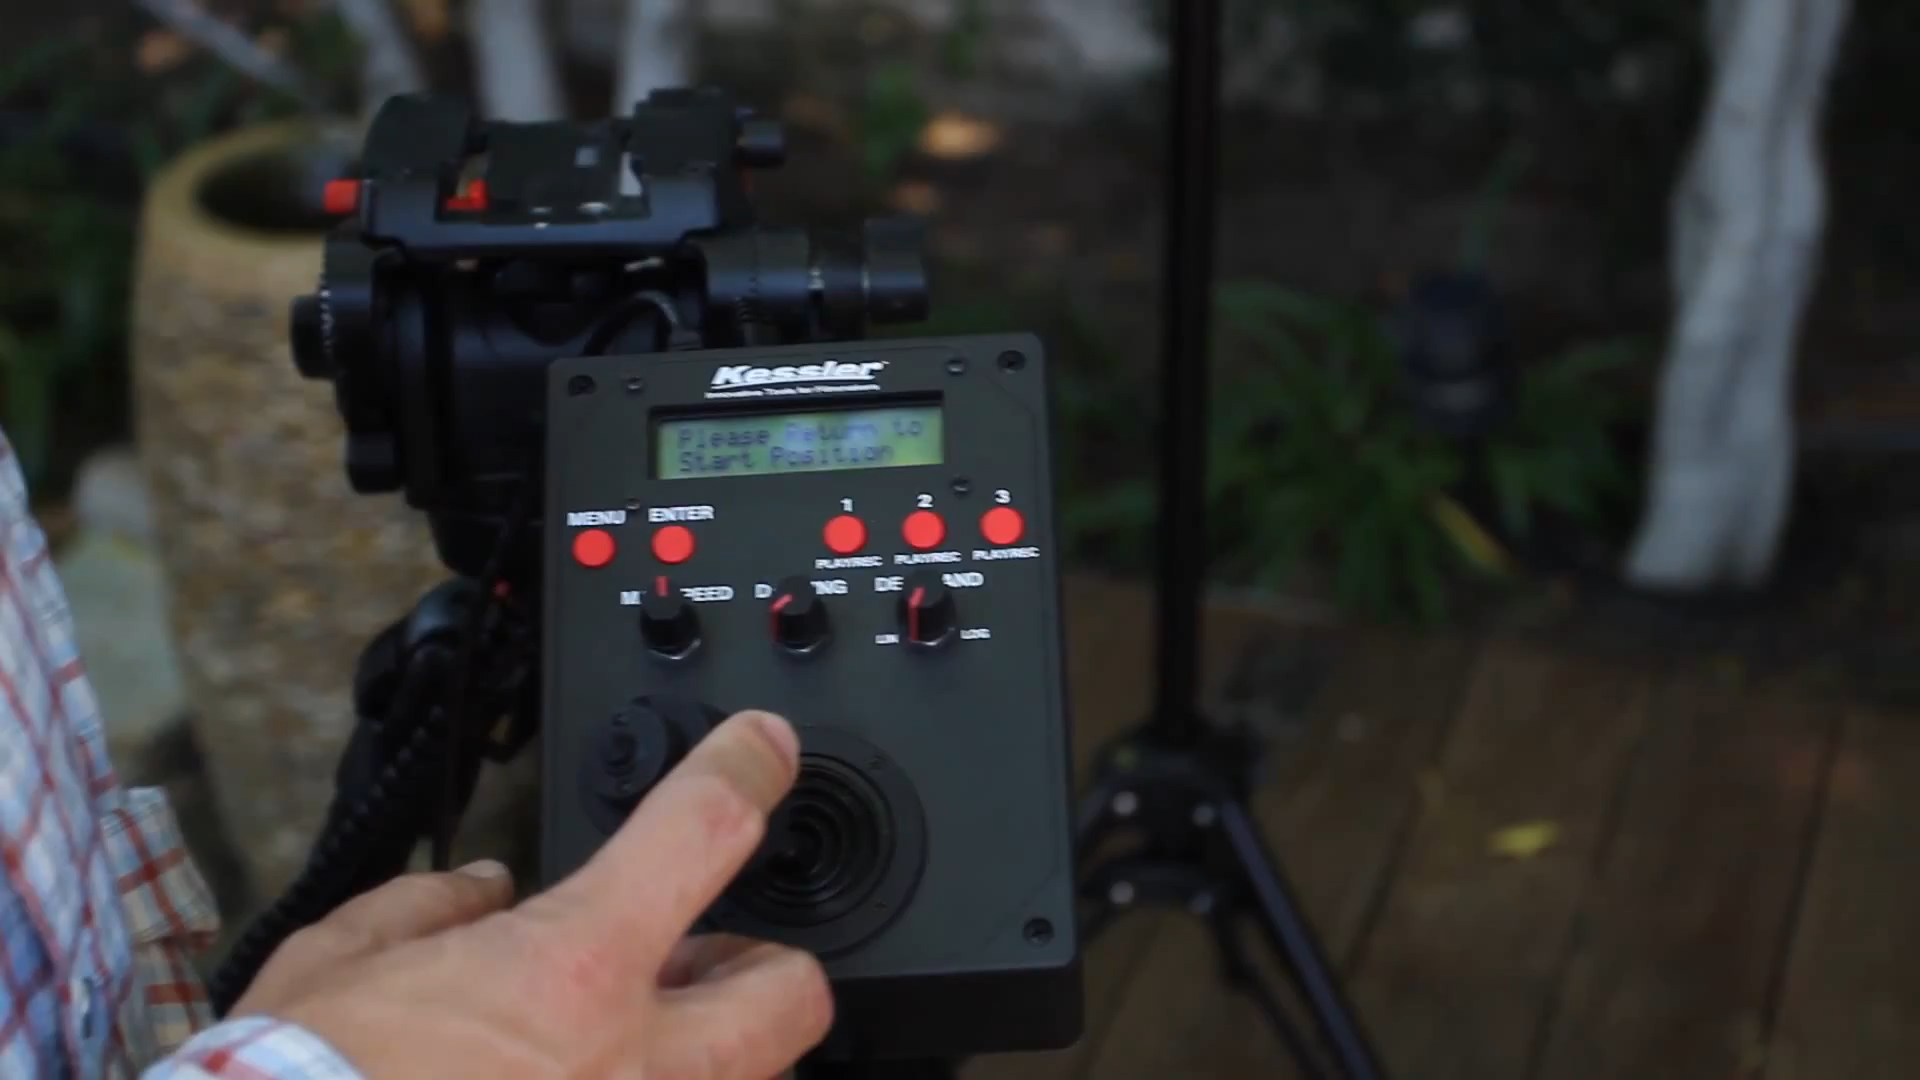 Kessler
Please Return to
Start Position
MENU ENTER
1 2 3
PLAY/REC PLAY/REC PLAY/REC
LIN LOG